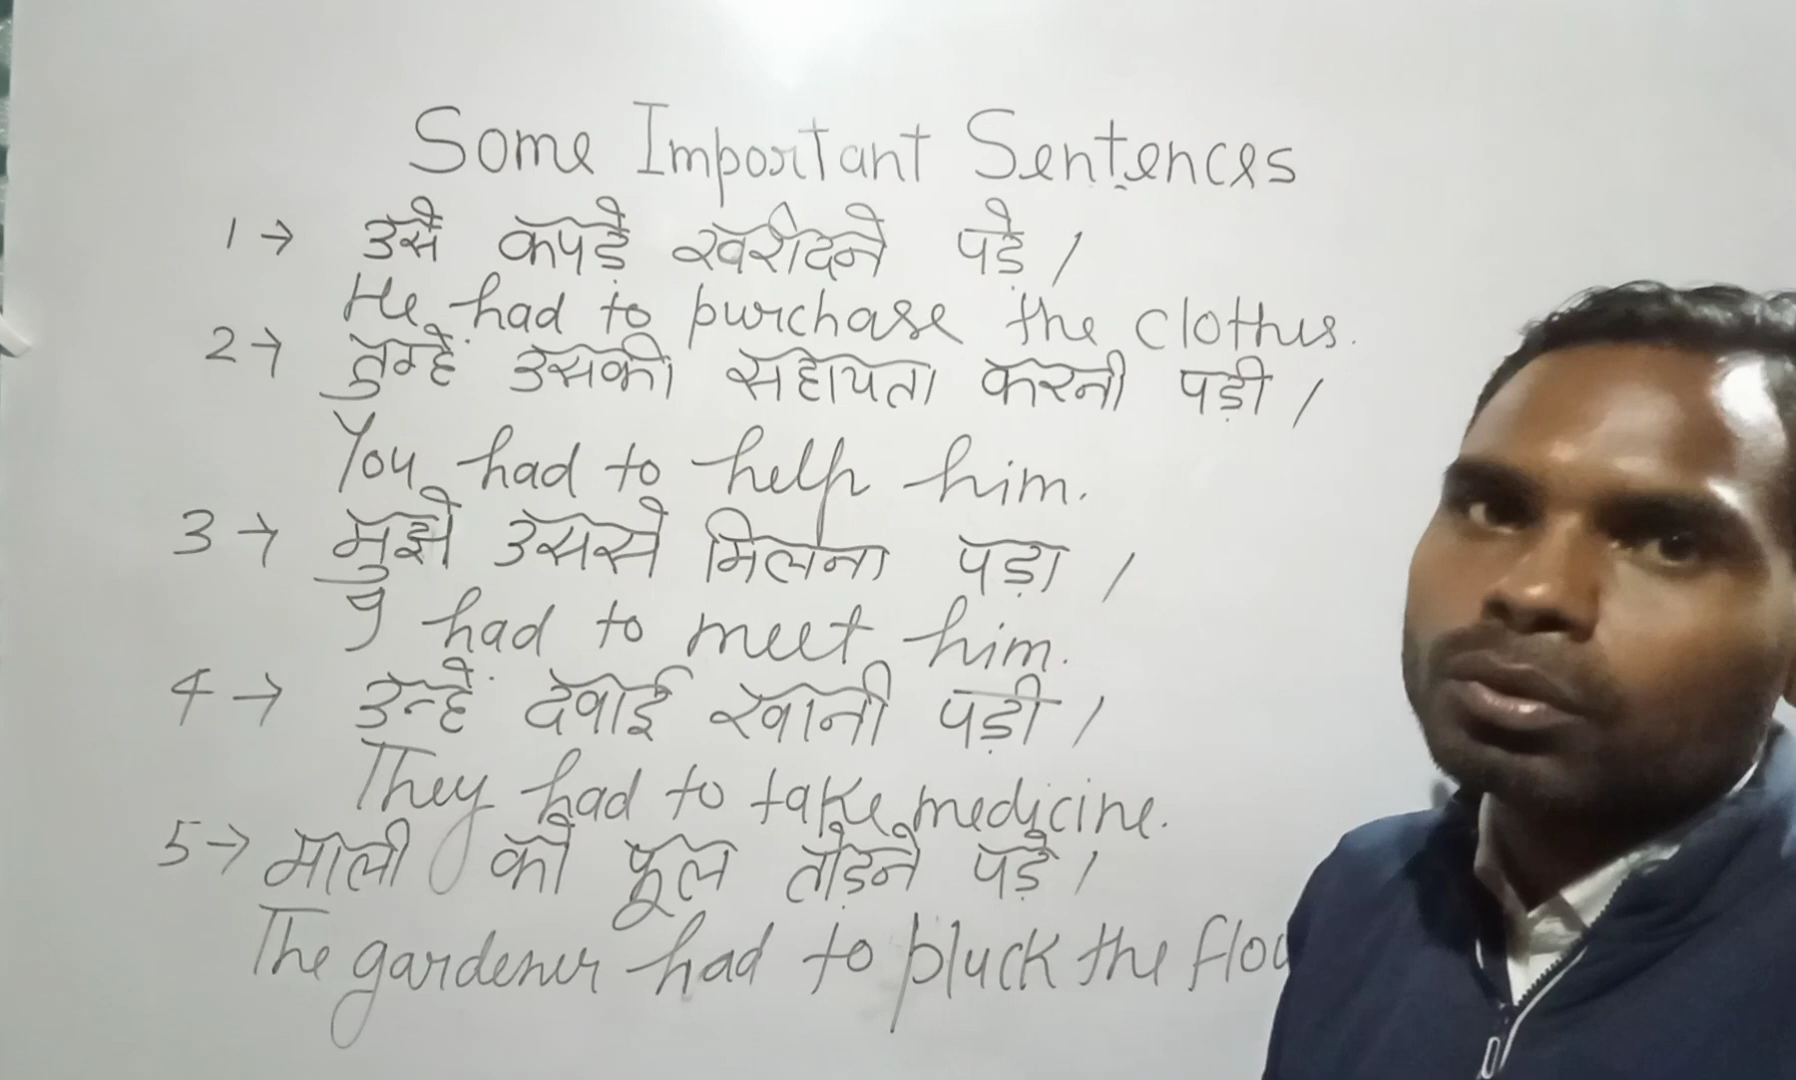 Some Important Sentences
1→ उसे कपड़े खरीदने पड़े /
He had to purchase the clothes.
2→ तुम्हें उसकी सहायता करनी पड़ी /
You had to help him.
3→ मुझे उससे मिलना पड़ा /
I had to meet him.
4→ उन्हें दवाई खानी पड़ी /
They had to take medicine.
5→ माली को फूल तोड़ने पड़े /
The gardener had to pluck the